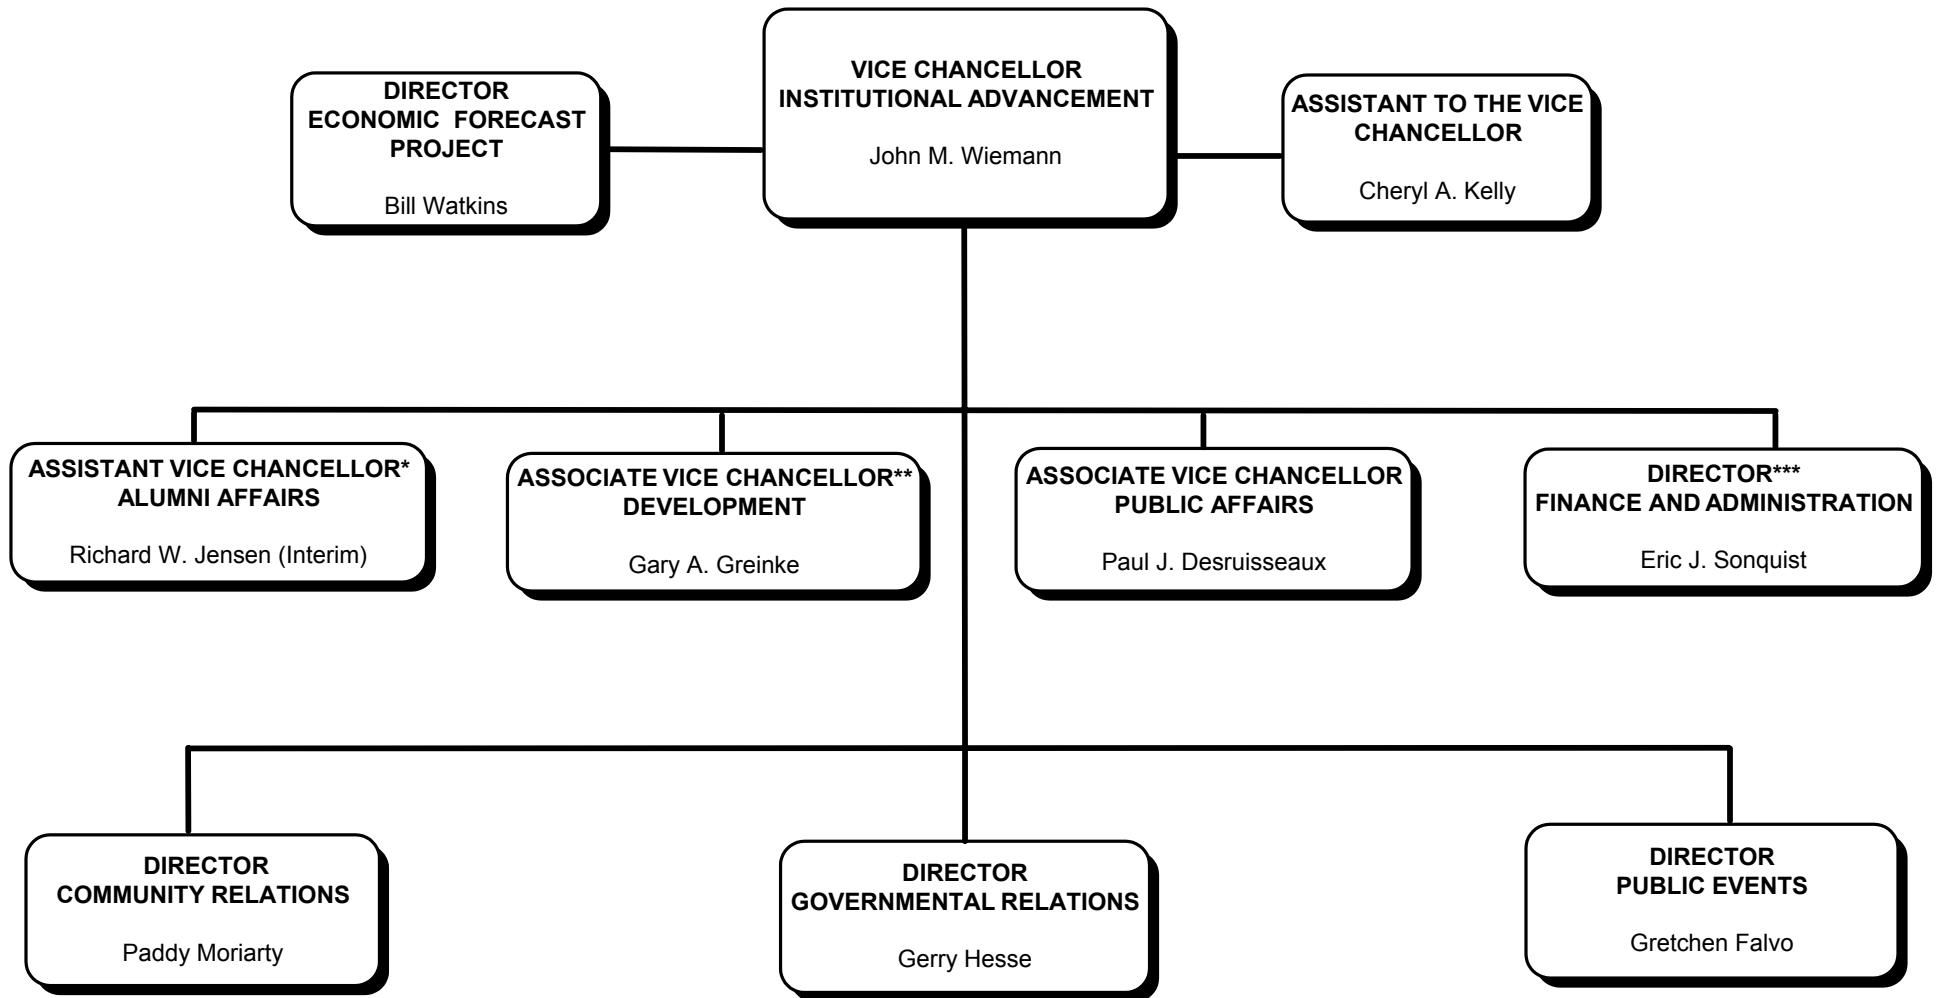 DIRECTOR
ECONOMIC FORECAST
PROJECT
Bill Watkins
VICE CHANCELLOR
INSTITUTIONAL ADVANCEMENT
John M. Wiemann
ASSISTANT TO THE VICE
CHANCELLOR
Cheryl A. Kelly
ASSISTANT VICE CHANCELLOR*
ALUMNI AFFAIRS
Richard W. Jensen (Interim)
ASSOCIATE VICE CHANCELLOR**
DEVELOPMENT
Gary A. Greinke
ASSOCIATE VICE CHANCELLOR
PUBLIC AFFAIRS
Paul J. Desruisseaux
DIRECTOR***
FINANCE AND ADMINISTRATION
Eric J. Sonquist
DIRECTOR
COMMUNITY RELATIONS
Paddy Moriarty
DIRECTOR
GOVERNMENTAL RELATIONS
Gerry Hesse
DIRECTOR
PUBLIC EVENTS
Gretchen Falvo